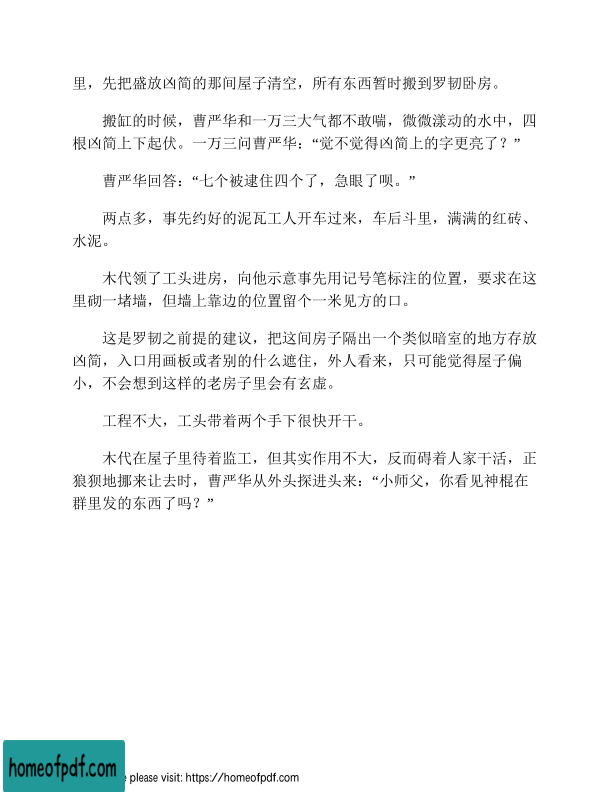 里，先把盛放凶简的那间屋子清空，所有东西暂时搬到罗韧卧房。
搬缸的时候，曹严华和一万三大气都不敢喘，微微漾动的水中，四
根凶简上下起伏。一万三问曹严华：“觉不觉得凶简上的字更亮了？”
曹严华回答：“七个被逮住四个了，急眼了呗。”
两点多，事先约好的泥瓦工人开车过来，车后斗里，满满的红砖、
水泥。
木代领了工头进房，向他示意事先用记号笔标注的位置，要求在这
里砌一堵墙，但墙上靠边的位置留个一米见方的口。
这是罗韧之前提的建议，把这间房子隔出一个类似暗室的地方存放
凶简，入口用画板或者别的什么遮住，外人看来，只可能觉得屋子偏
小，不会想到这样的老房子里会有玄虚。
工程不大，工头带着两个手下很快开干。
木代在屋子里待着监工，但其实作用不大，反而碍着人家干活，正
狼狈地挪来让去时，曹严华从外头探进头来：“小师父，你看见神棍在
群里发的东西了吗？”
homeofpdf.com
e please visit: https://homeofpdf.com